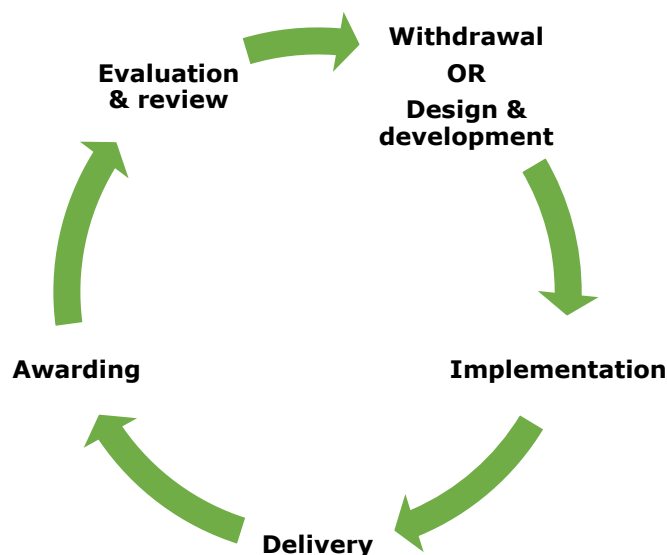 Withdrawal
OR
Design &
development
Implementation
Delivery
Awarding
Evaluation
& review